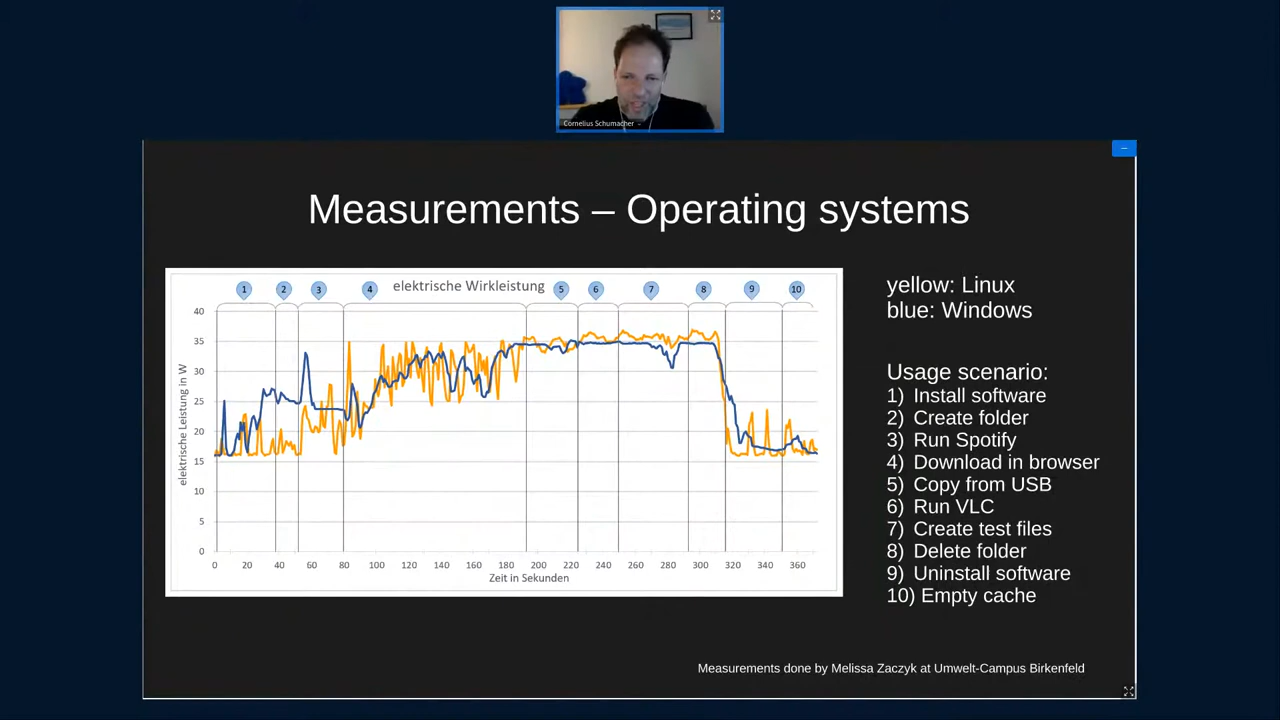 Cornelius Schumacher
Measurements – Operating systems
elektrische Wirkleistung
1 2 3 4 5 6 7 8 9 10
elektrische Leistung in W
40
35
30
25
20
15
10
5
0
0 20 40 60 80 100 120 140 160 180 200 220 240 260 280 300 320 340 360
Zeit in Sekunden
yellow: Linux
blue: Windows
Usage scenario:
1) Install software
2) Create folder
3) Run Spotify
4) Download in browser
5) Copy from USB
6) Run VLC
7) Create test files
8) Delete folder
9) Uninstall software
10) Empty cache
Measurements done by Melissa Zaczyk at Umwelt-Campus Birkenfeld